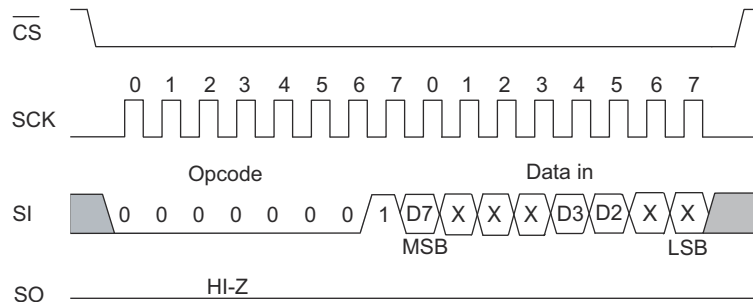 CS
0 1 2 3 4 5 6 7 0 1 2 3 4 5 6 7
SCK
Opcode Data in
SI 0 0 0 0 0 0 0 1 D7 X X X D3 D2 X X
MSB LSB
HI-Z
SO